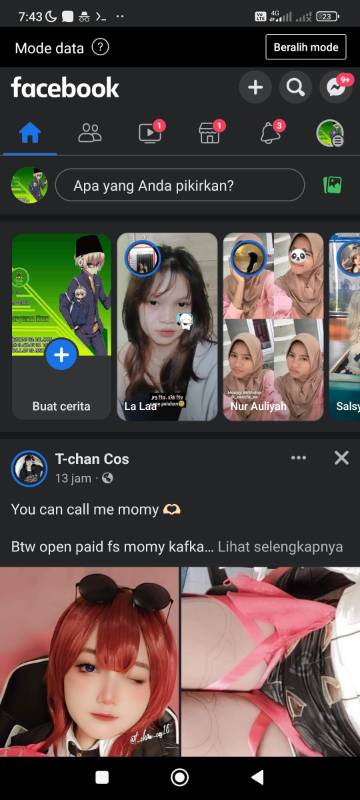 7:43
4G
23
Mode data ?
Beralih mode
facebook
9+
1
1
3
Apa yang Anda pikirkan?
Buat cerita
La Laa
Nur Auliyah
Salsy
T-chan Cos
13 jam ·
You can call me momy 🫶🏻
Btw open paid fs momy kafka... Lihat selengkapnya